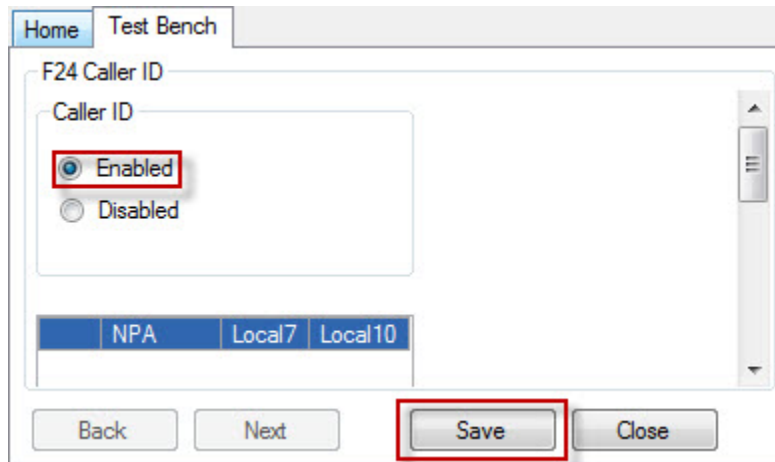 Home Test Bench
F24 Caller ID
Caller ID
Enabled
Disabled
NPA Local7 Local10
Back Next Save Close